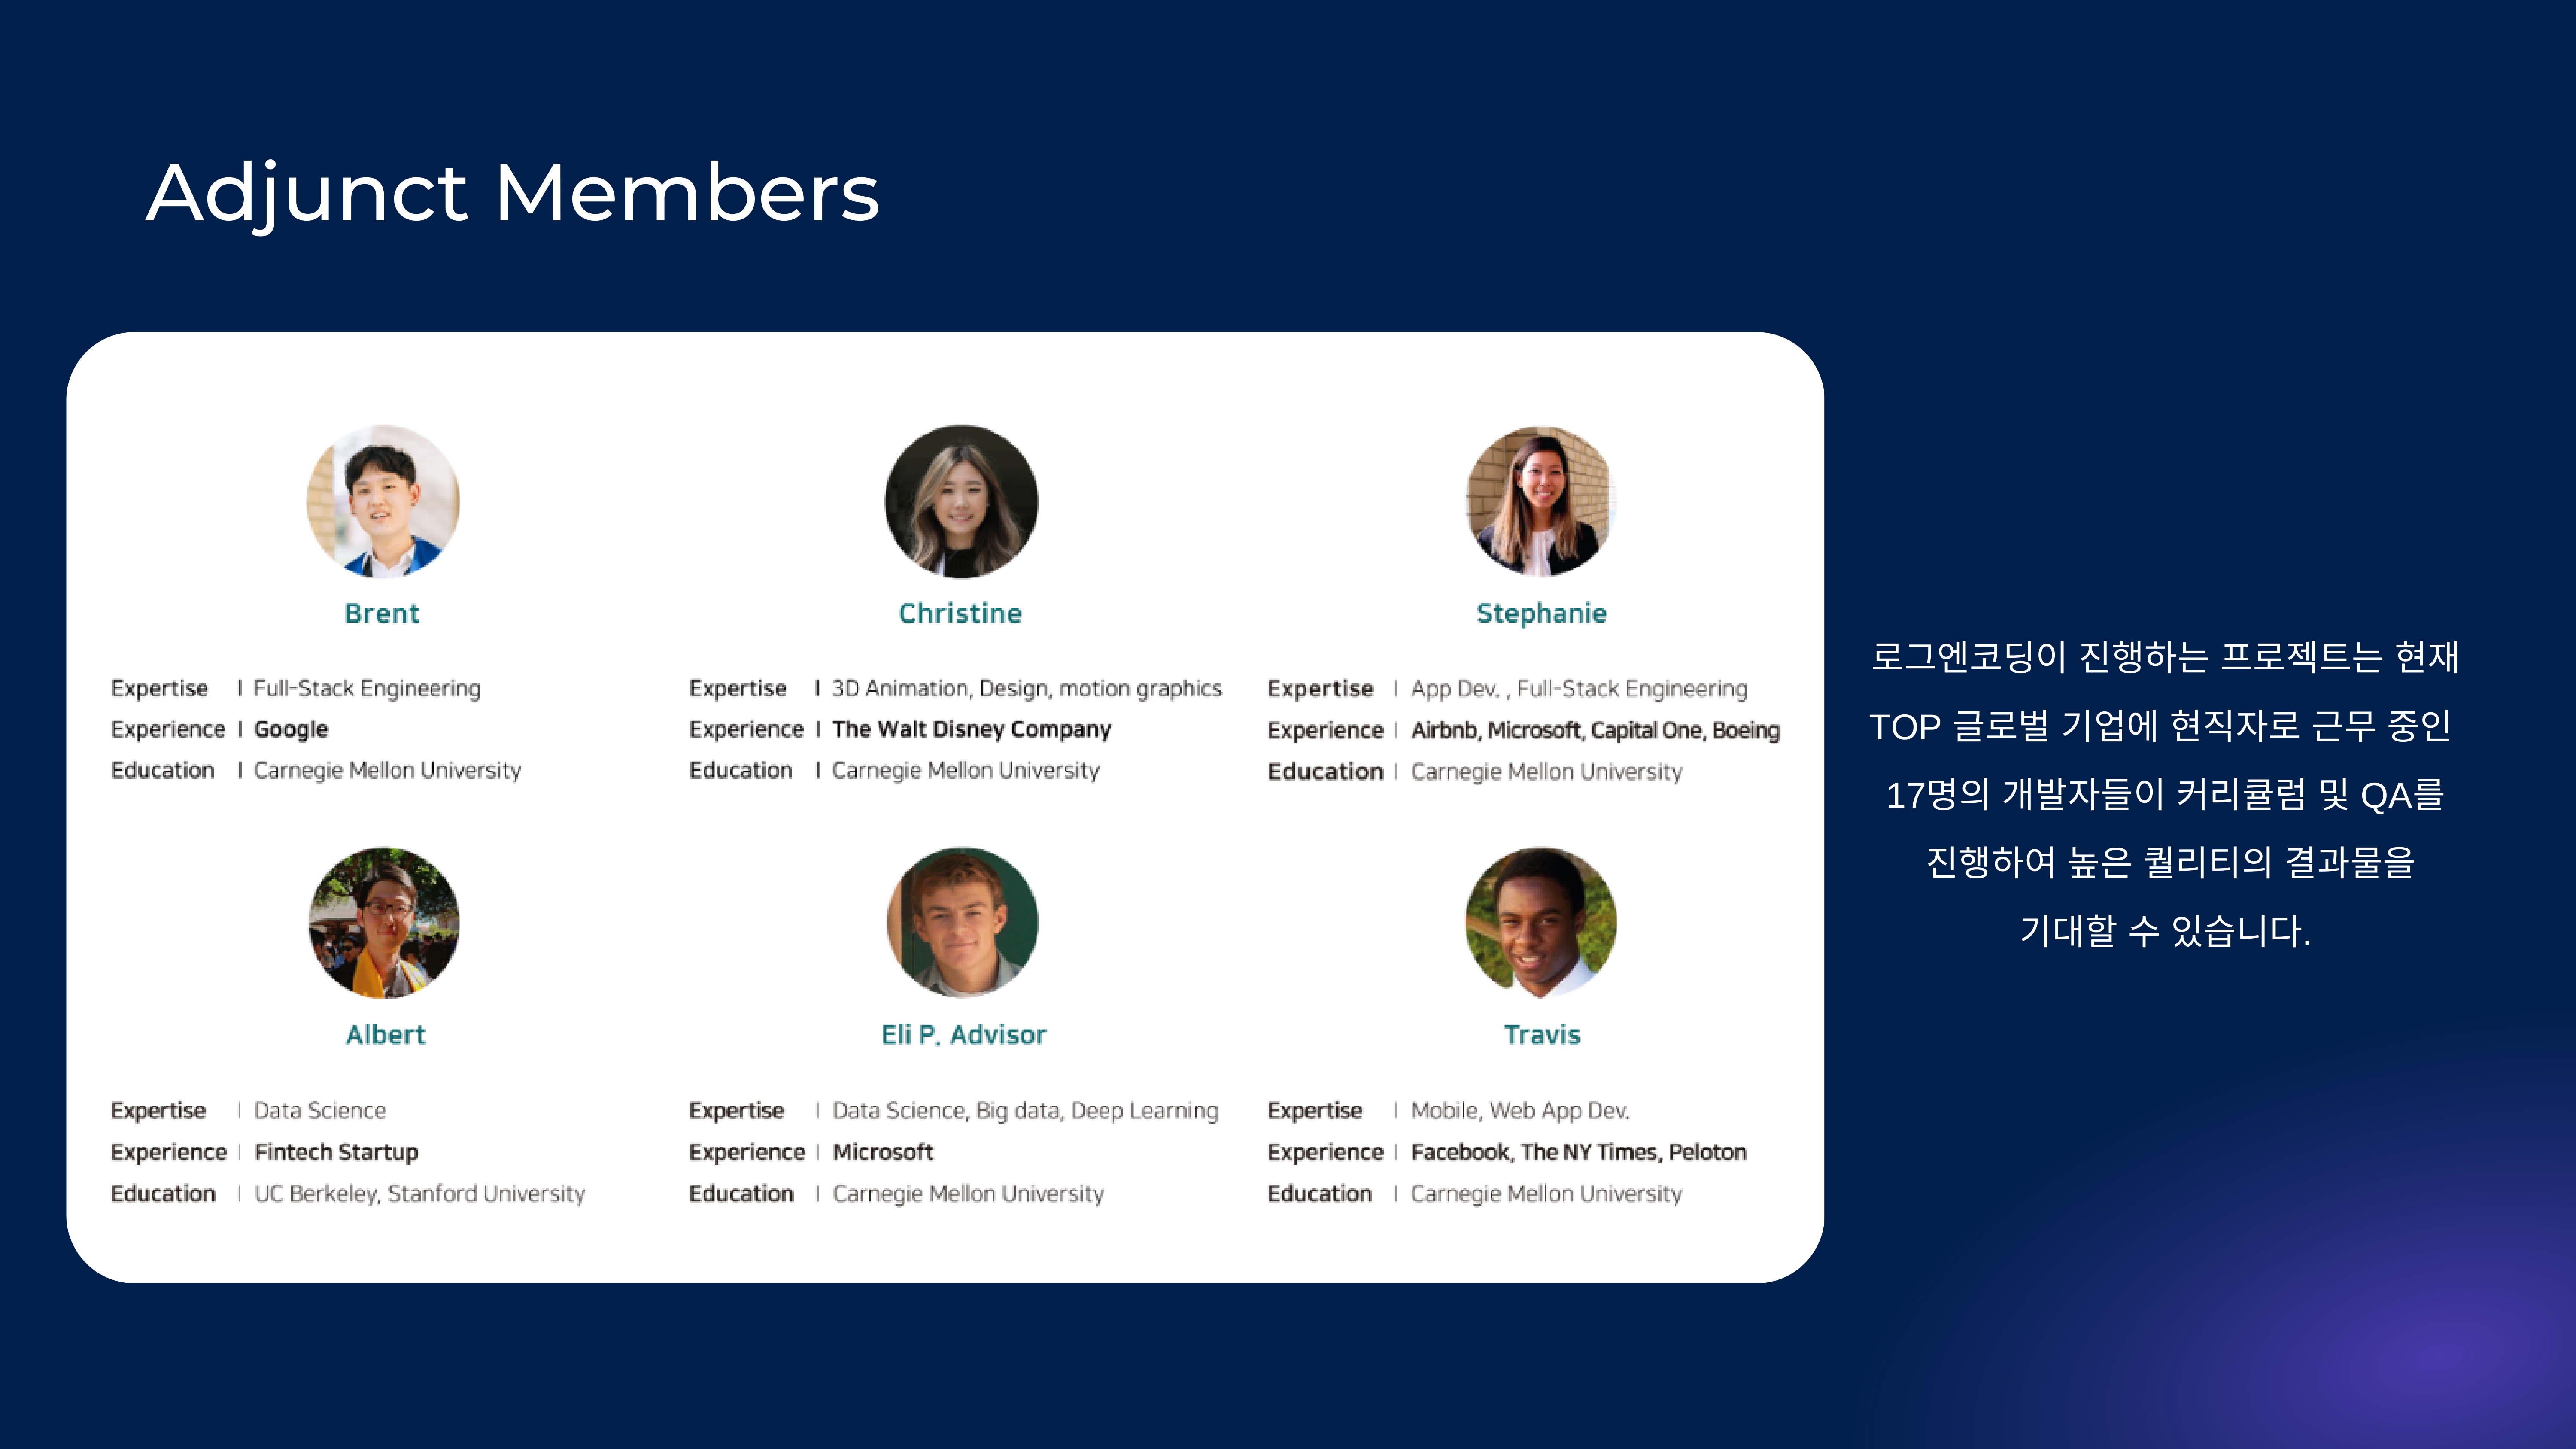 Adjunct Members
Brent
Expertise | Full-Stack Engineering
Experience | Google
Education | Carnegie Mellon University
Christine
Expertise | 3D Animation, Design, motion graphics
Experience | The Walt Disney Company
Education | Carnegie Mellon University
Stephanie
Expertise | App Dev. , Full-Stack Engineering
Experience | Airbnb, Microsoft, Capital One, Boeing
Education | Carnegie Mellon University
Albert
Expertise | Data Science
Experience | Fintech Startup
Education | UC Berkeley, Stanford University
Eli P. Advisor
Expertise | Data Science, Big data, Deep Learning
Experience | Microsoft
Education | Carnegie Mellon University
Travis
Expertise | Mobile, Web App Dev.
Experience | Facebook, The NY Times, Peloton
Education | Carnegie Mellon University
로그엔코딩이 진행하는 프로젝트는 현재
TOP 글로벌 기업에 현직자로 근무 중인
17명의 개발자들이 커리큘럼 및 QA를
진행하여 높은 퀄리티의 결과물을
기대할 수 있습니다.